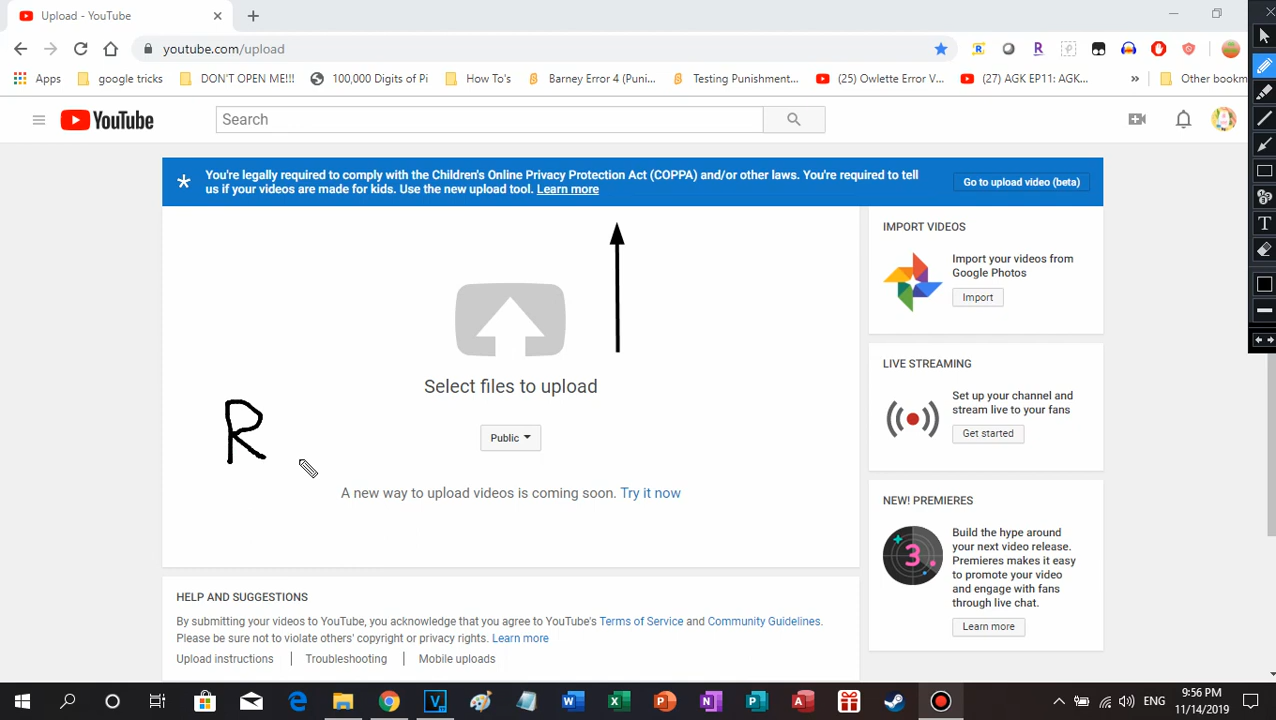 Upload - YouTube
youtube.com/upload
Apps google tricks DON'T OPEN ME!!! 100,000 Digits of Pi How To's Barney Error 4 (Puni... Testing Punishment... (25) Owlette Error V... (27) AGK EP11: AGK... » Other bookm
YouTube
Search
You're legally required to comply with the Children's Online Privacy Protection Act (COPPA) and/or other laws. You're required to tell
us if your videos are made for kids. Use the new upload tool. Learn more
Go to upload video (beta)
Select files to upload
Public
A new way to upload videos is coming soon. Try it now
R
IMPORT VIDEOS
Import your videos from
Google Photos
Import
LIVE STREAMING
Set up your channel and
stream live to your fans
Get started
NEW! PREMIERES
3
Build the hype around
your next video release.
Premieres makes it easy
to promote your video
and engage with fans
through live chat.
Learn more
HELP AND SUGGESTIONS
By submitting your videos to YouTube, you acknowledge that you agree to YouTube's Terms of Service and Community Guidelines.
Please be sure not to violate others' copyright or privacy rights. Learn more
Upload instructions | Troubleshooting | Mobile uploads
ENG
9:56 PM
11/14/2019